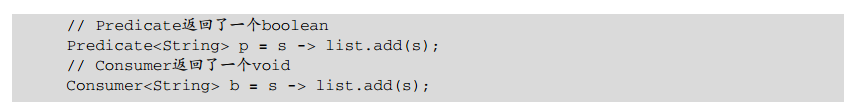 // Predicate返回了一个boolean
Predicate<String> p = s -> list.add(s);
// Consumer返回了一个void
Consumer<String> b = s -> list.add(s);